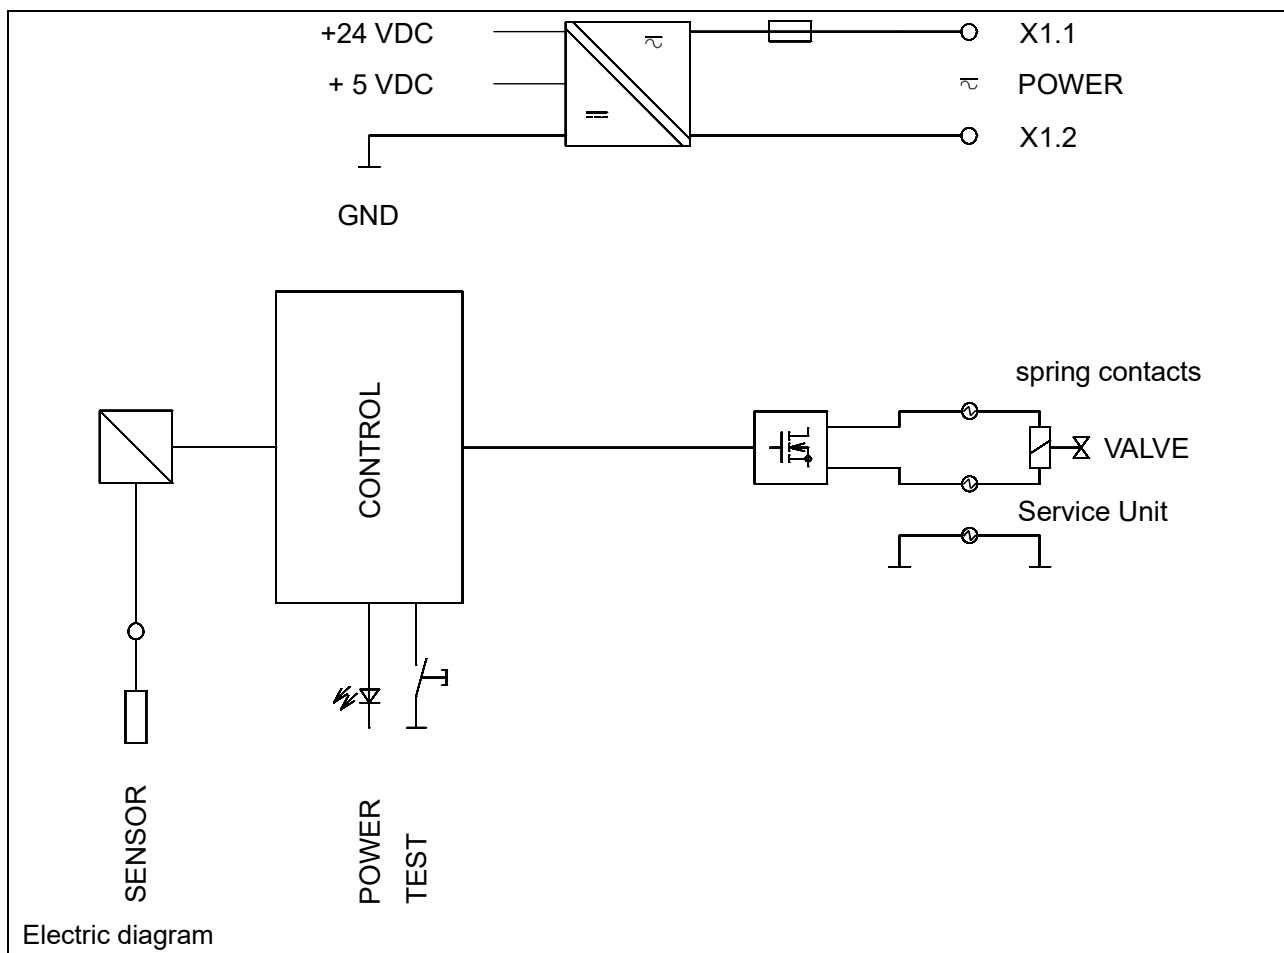 +24 VDC
X1.1
+ 5 VDC
POWER
X1.2
GND
CONTROL
spring contacts
VALVE
Service Unit
SENSOR
POWER
TEST
Electric diagram